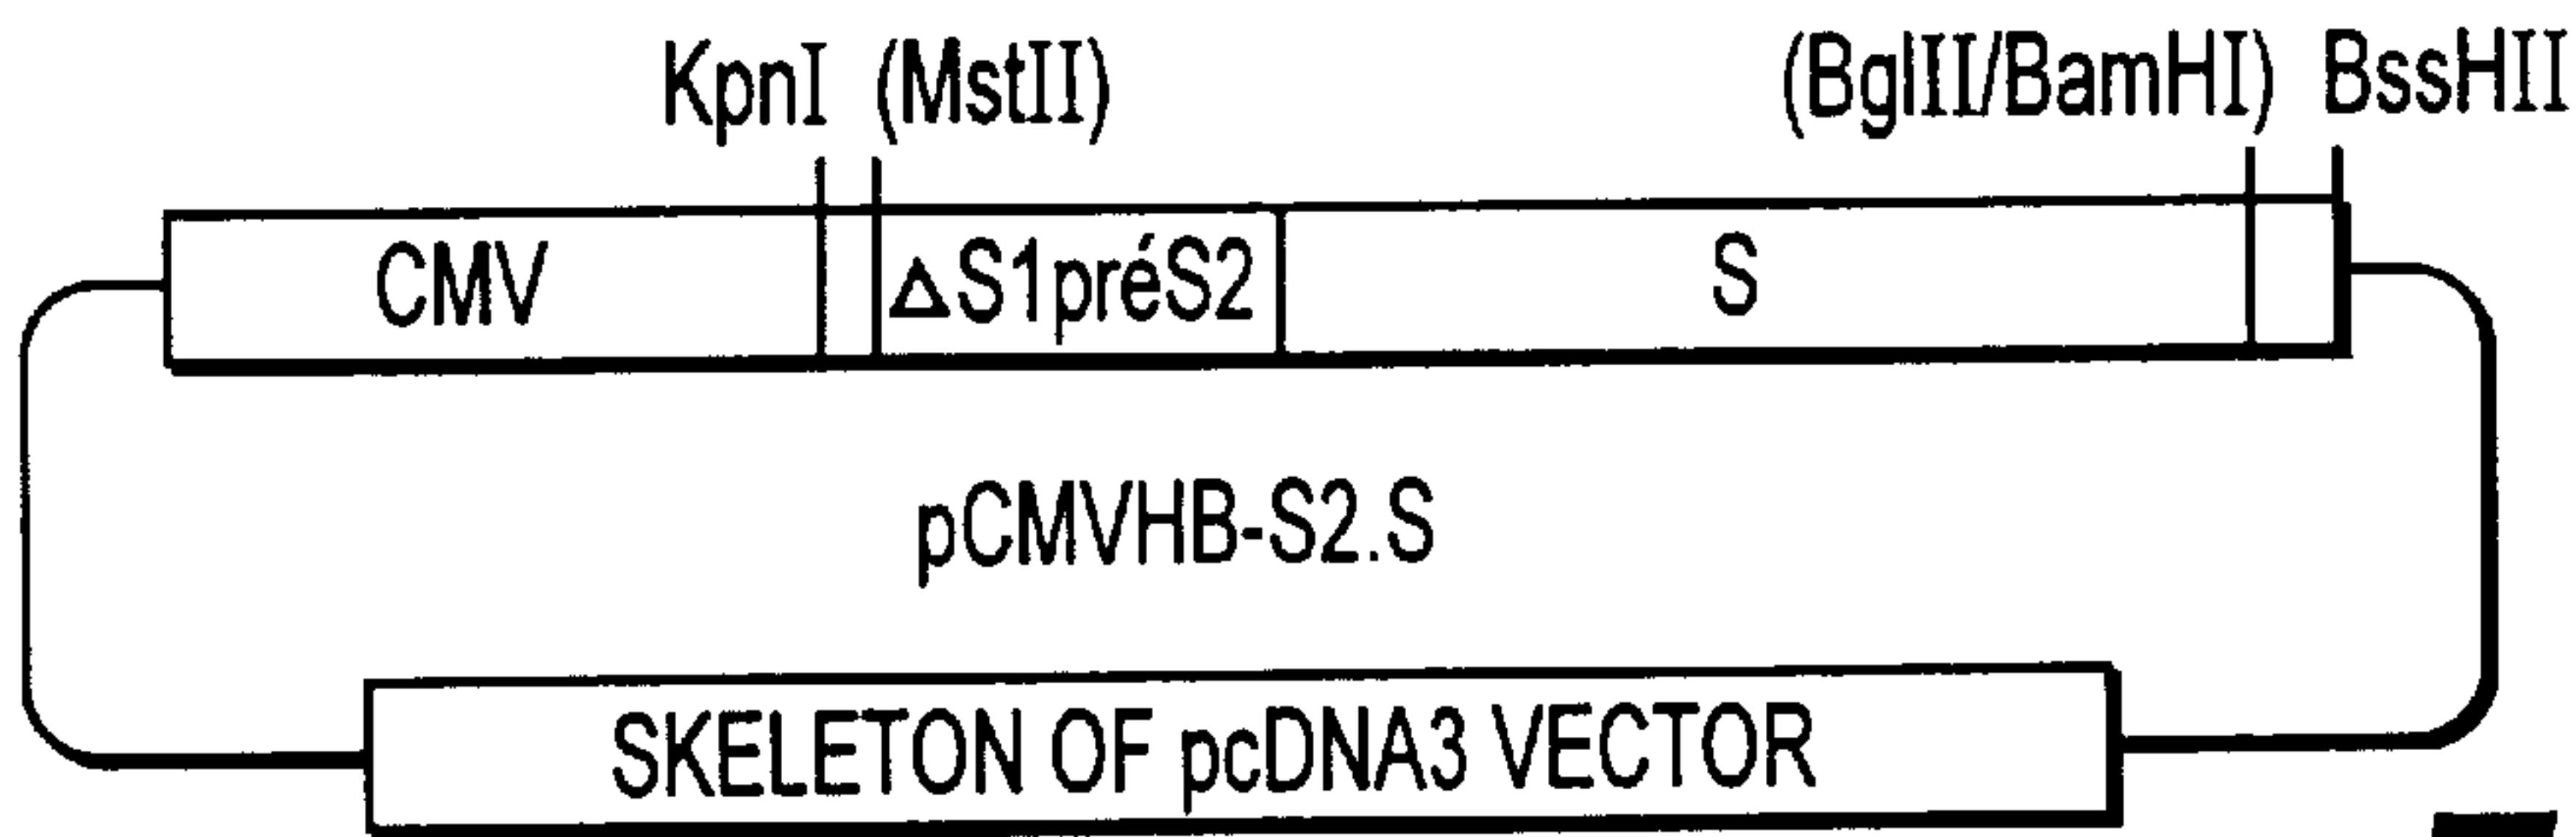 KpnI (MstII) (BglII/BamHI) BssHII
CMV ΔS1préS2 S
pCMVHB-S2.S
SKELETON OF pcDNA3 VECTOR